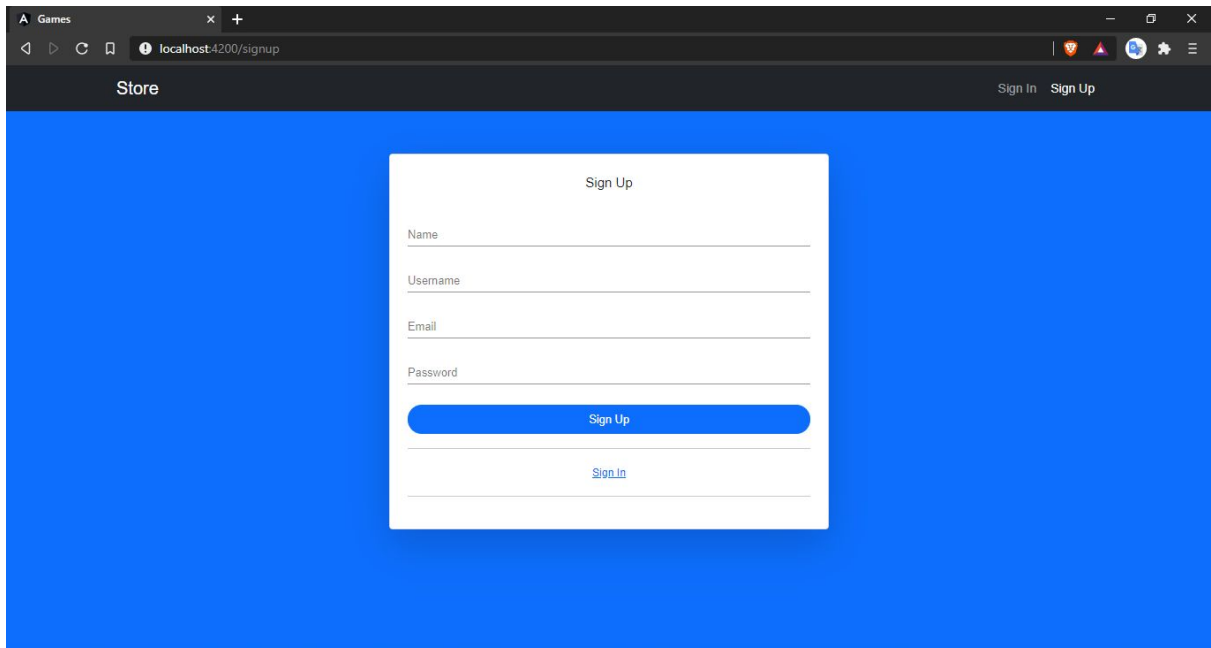 Games
localhost:4200/signup
Store Sign In Sign Up
Sign Up
Name
Username
Email
Password
Sign Up
Sign In